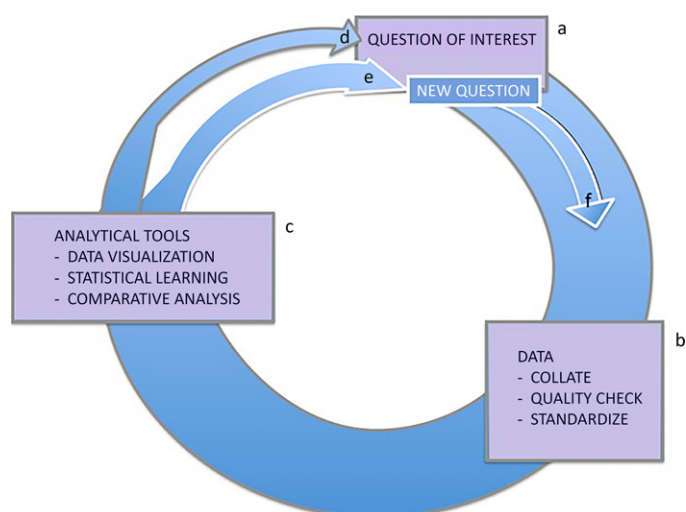 d
QUESTION OF INTEREST
a
e
NEW QUESTION
f
ANALYTICAL TOOLS
- DATA VISUALIZATION
- STATISTICAL LEARNING
- COMPARATIVE ANALYSIS
c
b
DATA
- COLLATE
- QUALITY CHECK
- STANDARDIZE